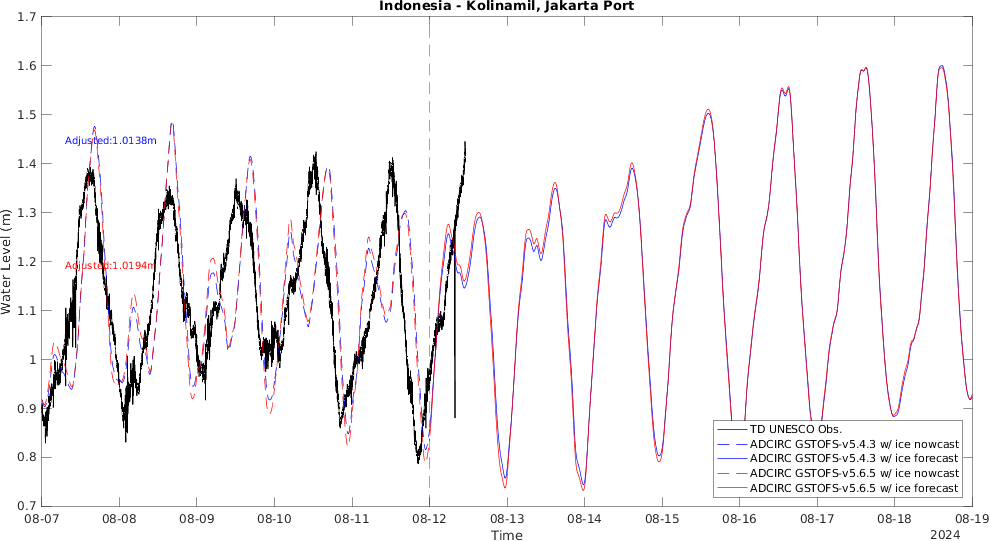 Indonesia - Kolinamil, Jakarta Port
1.7
1.6
1.5
1.4
1.3
1.2
1.1
1
0.9
0.8
0.7
Water Level (m)
Adjusted:1.0138m
Adjusted:1.0194m
TD UNESCO Obs.
ADCIRC GSTOFS-v5.4.3 w/ ice nowcast
ADCIRC GSTOFS-v5.4.3 w/ ice forecast
ADCIRC GSTOFS-v5.6.5 w/ ice nowcast
ADCIRC GSTOFS-v5.6.5 w/ ice forecast
08-07 08-08 08-09 08-10 08-11 08-12 08-13 08-14 08-15 08-16 08-17 08-18 08-19
Time
2024